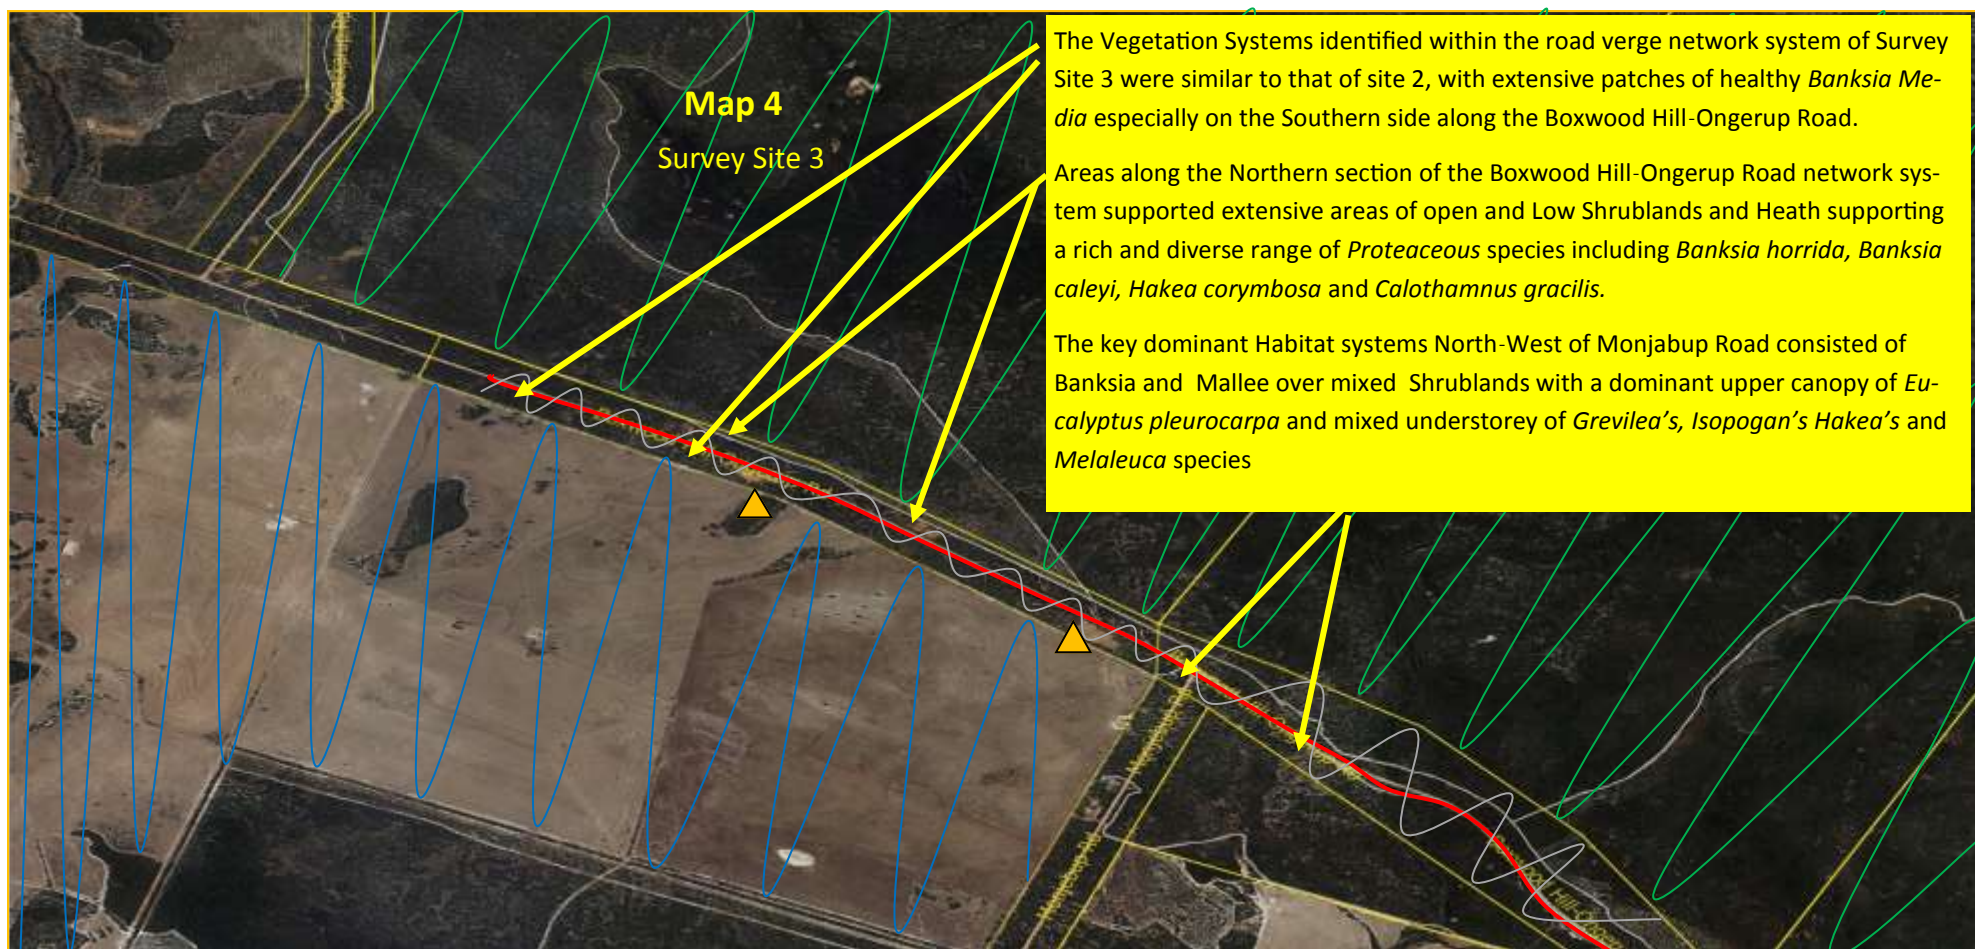 Map 4
Survey Site 3
The Vegetation Systems identified within the road verge network system of Survey
Site 3 were similar to that of site 2, with extensive patches of healthy Banksia Me-
dia especially on the Southern side along the Boxwood Hill-Ongerup Road.
Areas along the Northern section of the Boxwood Hill-Ongerup Road network sys-
tem supported extensive areas of open and Low Shrublands and Heath supporting
a rich and diverse range of Proteaceous species including Banksia horrida, Banksia
caleyi, Hakea corymbosa and Calothamnus gracilis.
The key dominant Habitat systems North-West of Monjabup Road consisted of
Banksia and Mallee over mixed Shrublands with a dominant upper canopy of Eu-
calyptus pleurocarpa and mixed understorey of Grevilea's, Isopogan's Hakea's and
Melaleuca species
Monjebup Rd